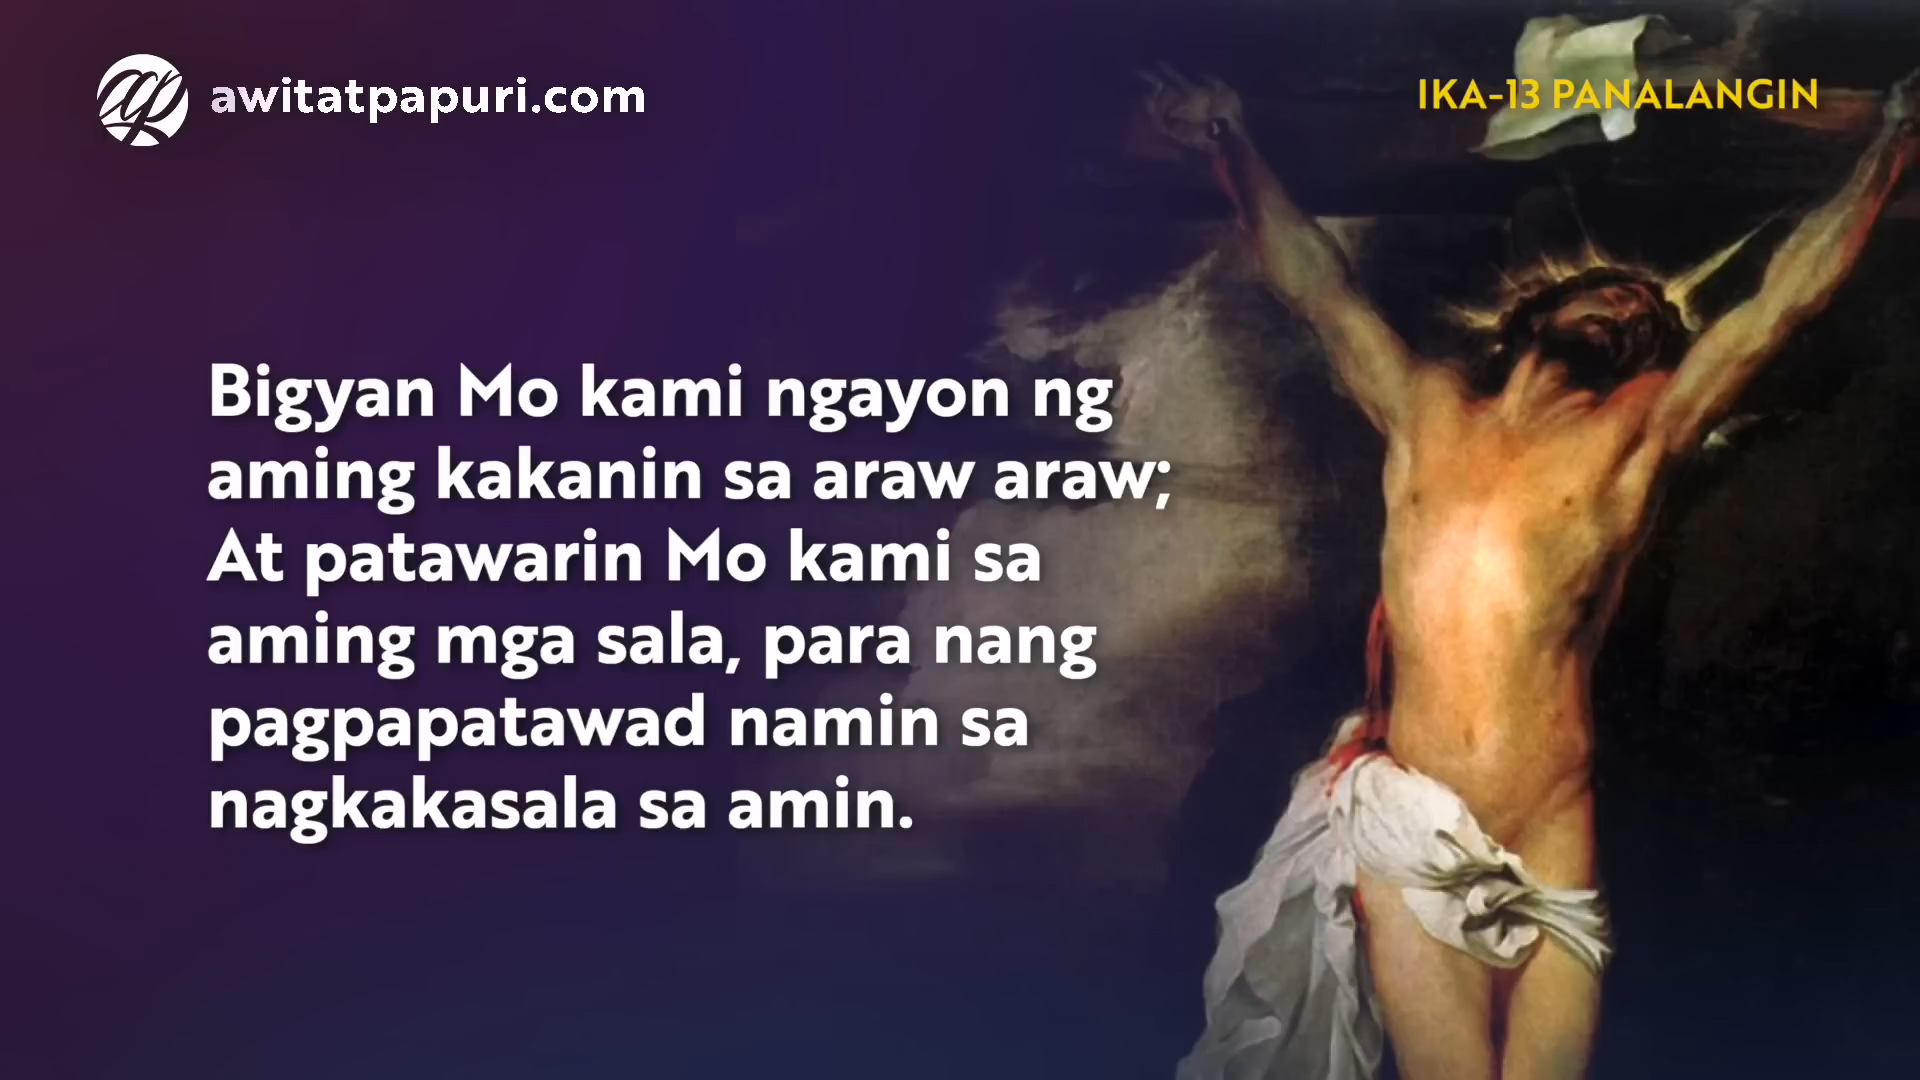 awitatpapuri.com
IKA-13 PANALANGIN
Bigyan Mo kami ngayon ng
aming kakanin sa araw araw;
At patawarin Mo kami sa
aming mga sala, para nang
pagpapatawad namin sa
nagkakasala sa amin.